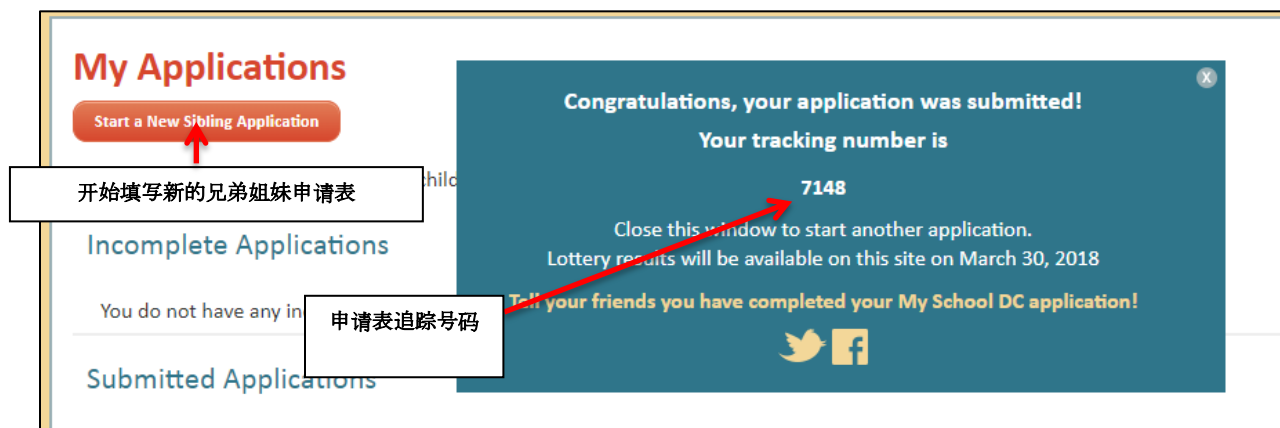 My Applications
Start a New Sibling Application
开始填写新的兄弟姐妹申请表
child
Incomplete Applications
You do not have any in
申请表追踪号码
Submitted Applications
X
Congratulations, your application was submitted!
Your tracking number is
7148
Close this window to start another application.
Lottery results will be available on this site on March 30, 2018
Tell your friends you have completed your My School DC application!